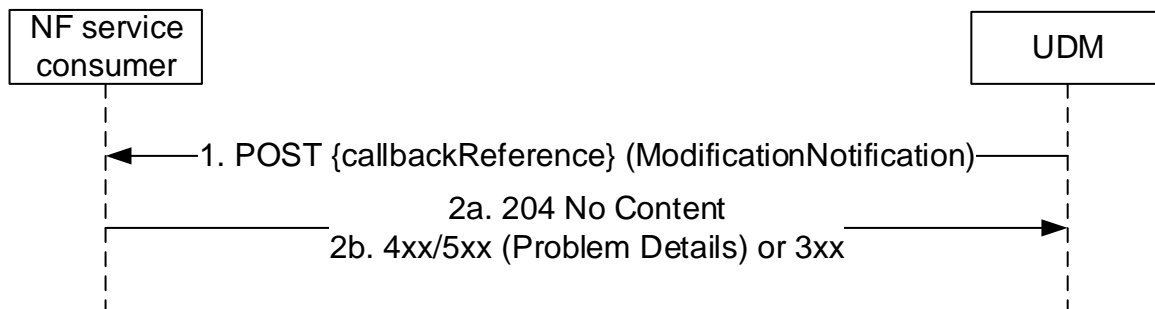 NF service
consumer
UDM
1. POST {callbackReference} (ModificationNotification)
2a. 204 No Content
2b. 4xx/5xx (Problem Details) or 3xx